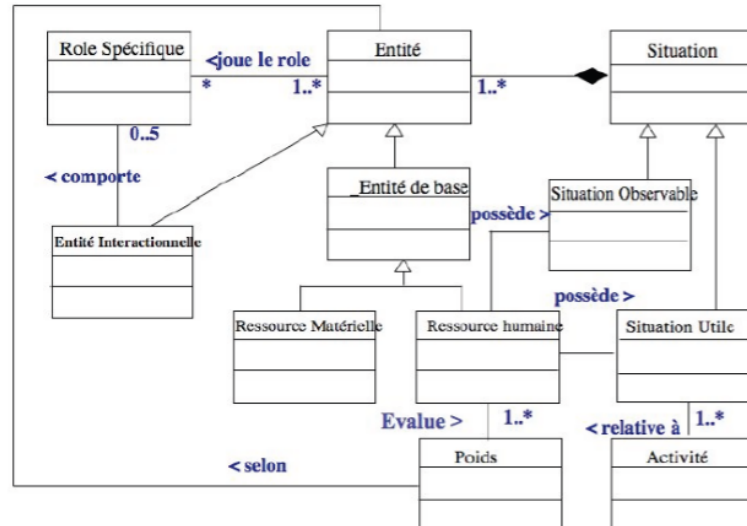 Role Spécifique
<joue le role
Entité
Situation
*
1..*
1..*
0..5
< comporte
_Entité de base
Situation Observable
possède >
Entité Interactionnelle
possède >
Ressource Matérielle
Ressource humaine
Situation Utile
Evalue >
1..*
< relative à
1..*
< selon
Poids
Activité